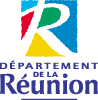 DÉPARTEMENT
DE LA
Réunion